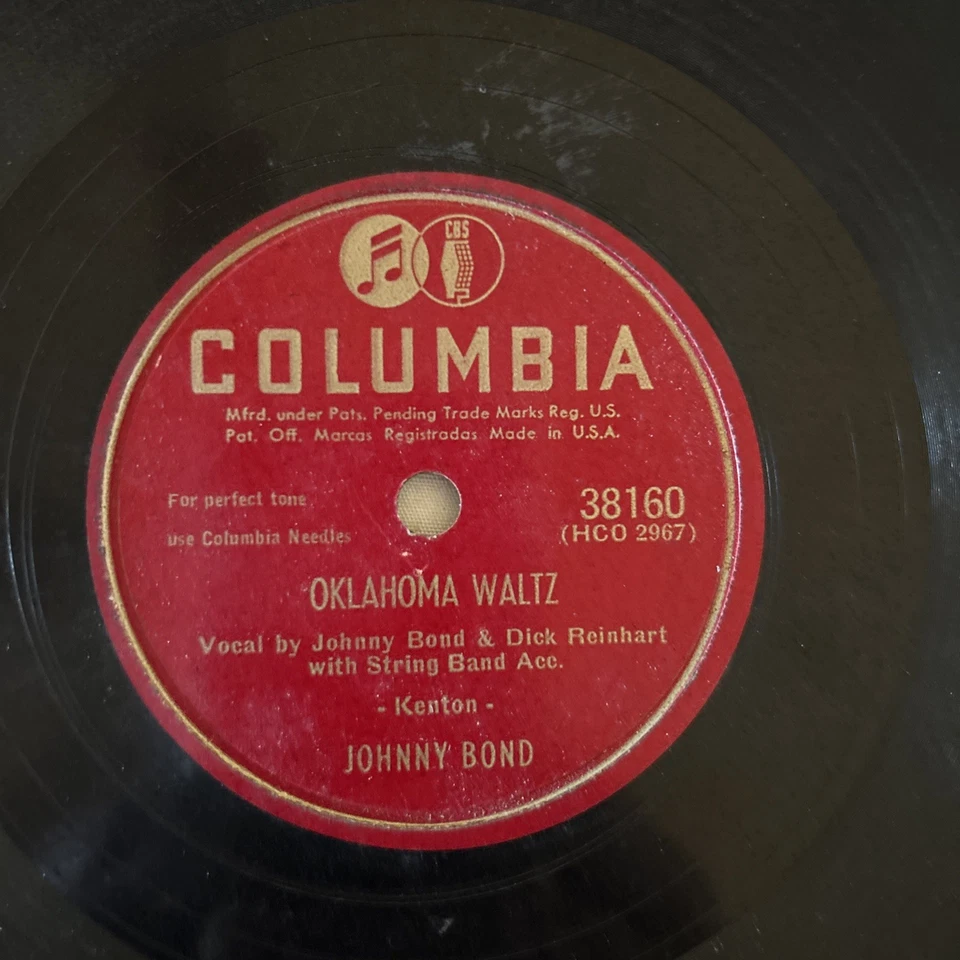 CBS
COLUMBIA
Mfrd. under Pats. Pending Trade Marks Reg. U.S.
Pat. Off. Marcas Registradas Made in U.S.A.
For perfect tone
use Columbia Needles
38160
(HCO 2967)
OKLAHOMA WALTZ
Vocal by Johnny Bond & Dick Reinhart
with String Band Acc.
- Kenton -
JOHNNY BOND